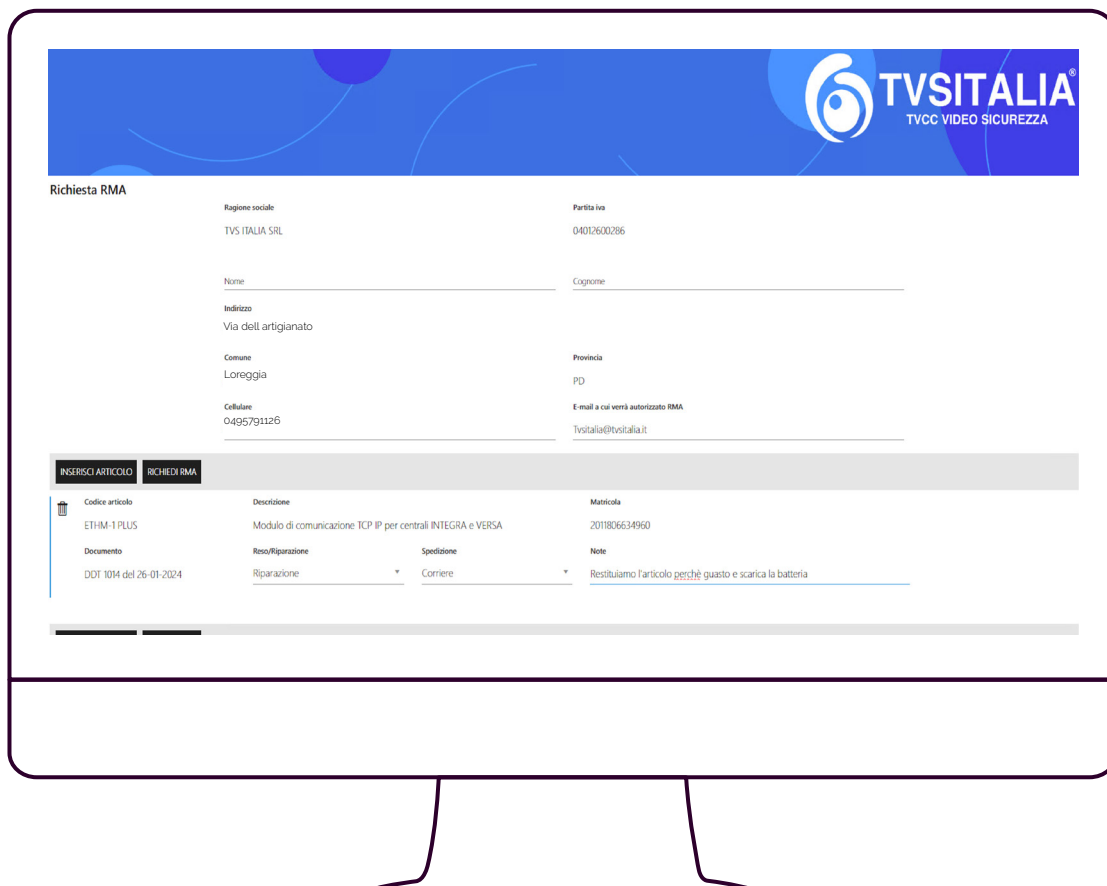 TVSITALIA®
TVCC VIDEO SICUREZZA
Richiesta RMA
Ragione sociale Partita iva
TVS ITALIA SRL 04012600286
Nome Cognome
Indirizzo
Via dell artigianato
Comune Provincia
Loreggia PD
Cellulare E-mail a cui verrà autorizzato RMA
0495791126 Tvsitalia@tvsitalia.it
INSERISCI ARTICOLO RICHIEDI RMA
Codice articolo Descrizione Matricola
ETHM-1 PLUS Modulo di comunicazione TCP IP per centrali INTEGRA e VERSA 2011806634960
Documento Reso/Riparazione Spedizione Note
DDT 1014 del 26-01-2024 Riparazione Corriere Restituiamo l'articolo perchè guasto e scarica la batteria